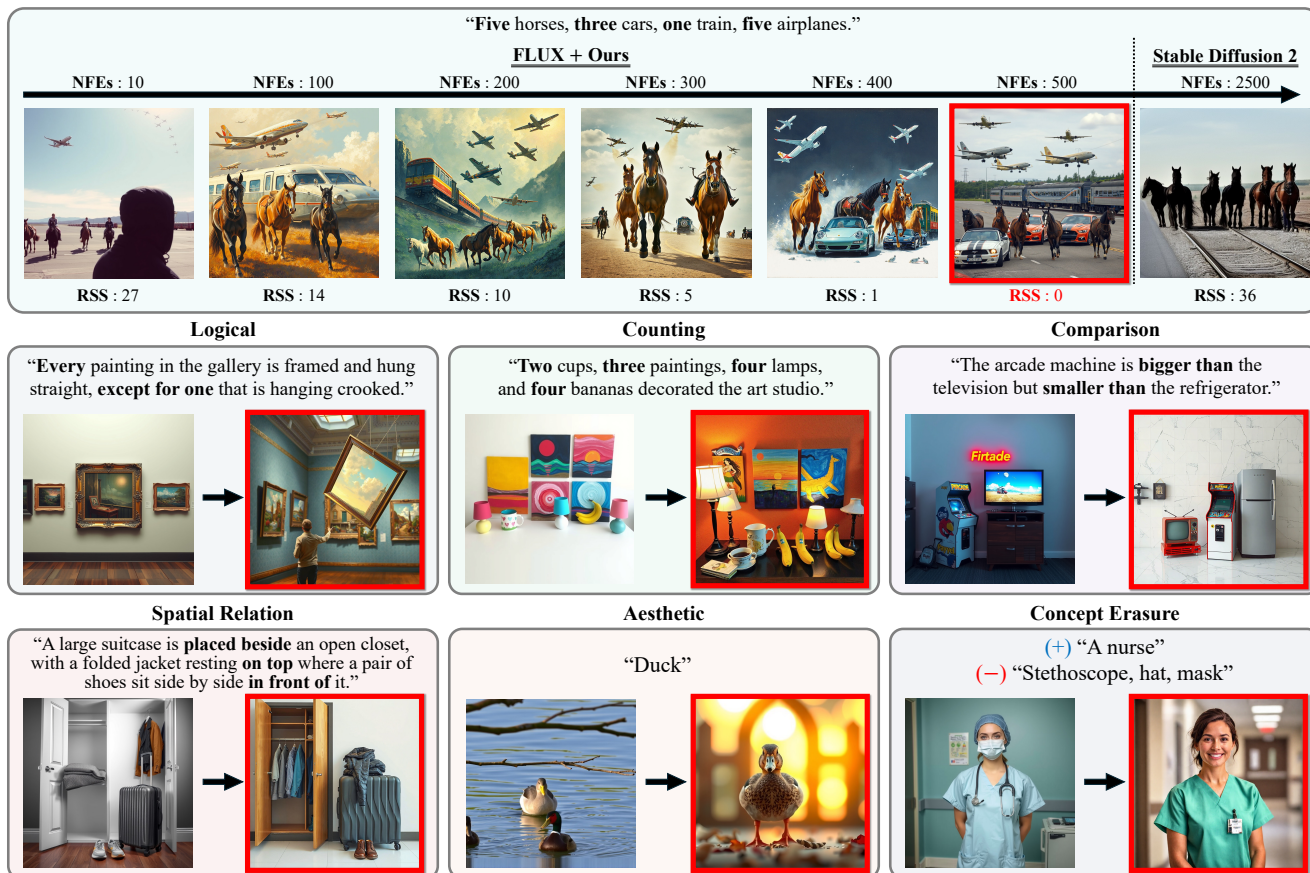 “Five horses, three cars, one train, five airplanes.”
FLUX + Ours
Stable Diffusion 2
NFEs : 10
NFEs : 100
NFEs : 200
NFEs : 300
NFEs : 400
NFEs : 500
NFEs : 2500
RSS : 27
RSS : 14
RSS : 10
RSS : 5
RSS : 1
RSS : 0
RSS : 36
Logical
“Every painting in the gallery is framed and hung
straight, except for one that is hanging crooked.”
Counting
“Two cups, three paintings, four lamps,
and four bananas decorated the art studio.”
Comparison
“The arcade machine is bigger than the
television but smaller than the refrigerator.”
Firtade
Spatial Relation
“A large suitcase is placed beside an open closet,
with a folded jacket resting on top where a pair of
shoes sit side by side in front of it.”
Aesthetic
“Duck”
Concept Erasure
(+) “A nurse”
(−) “Stethoscope, hat, mask”